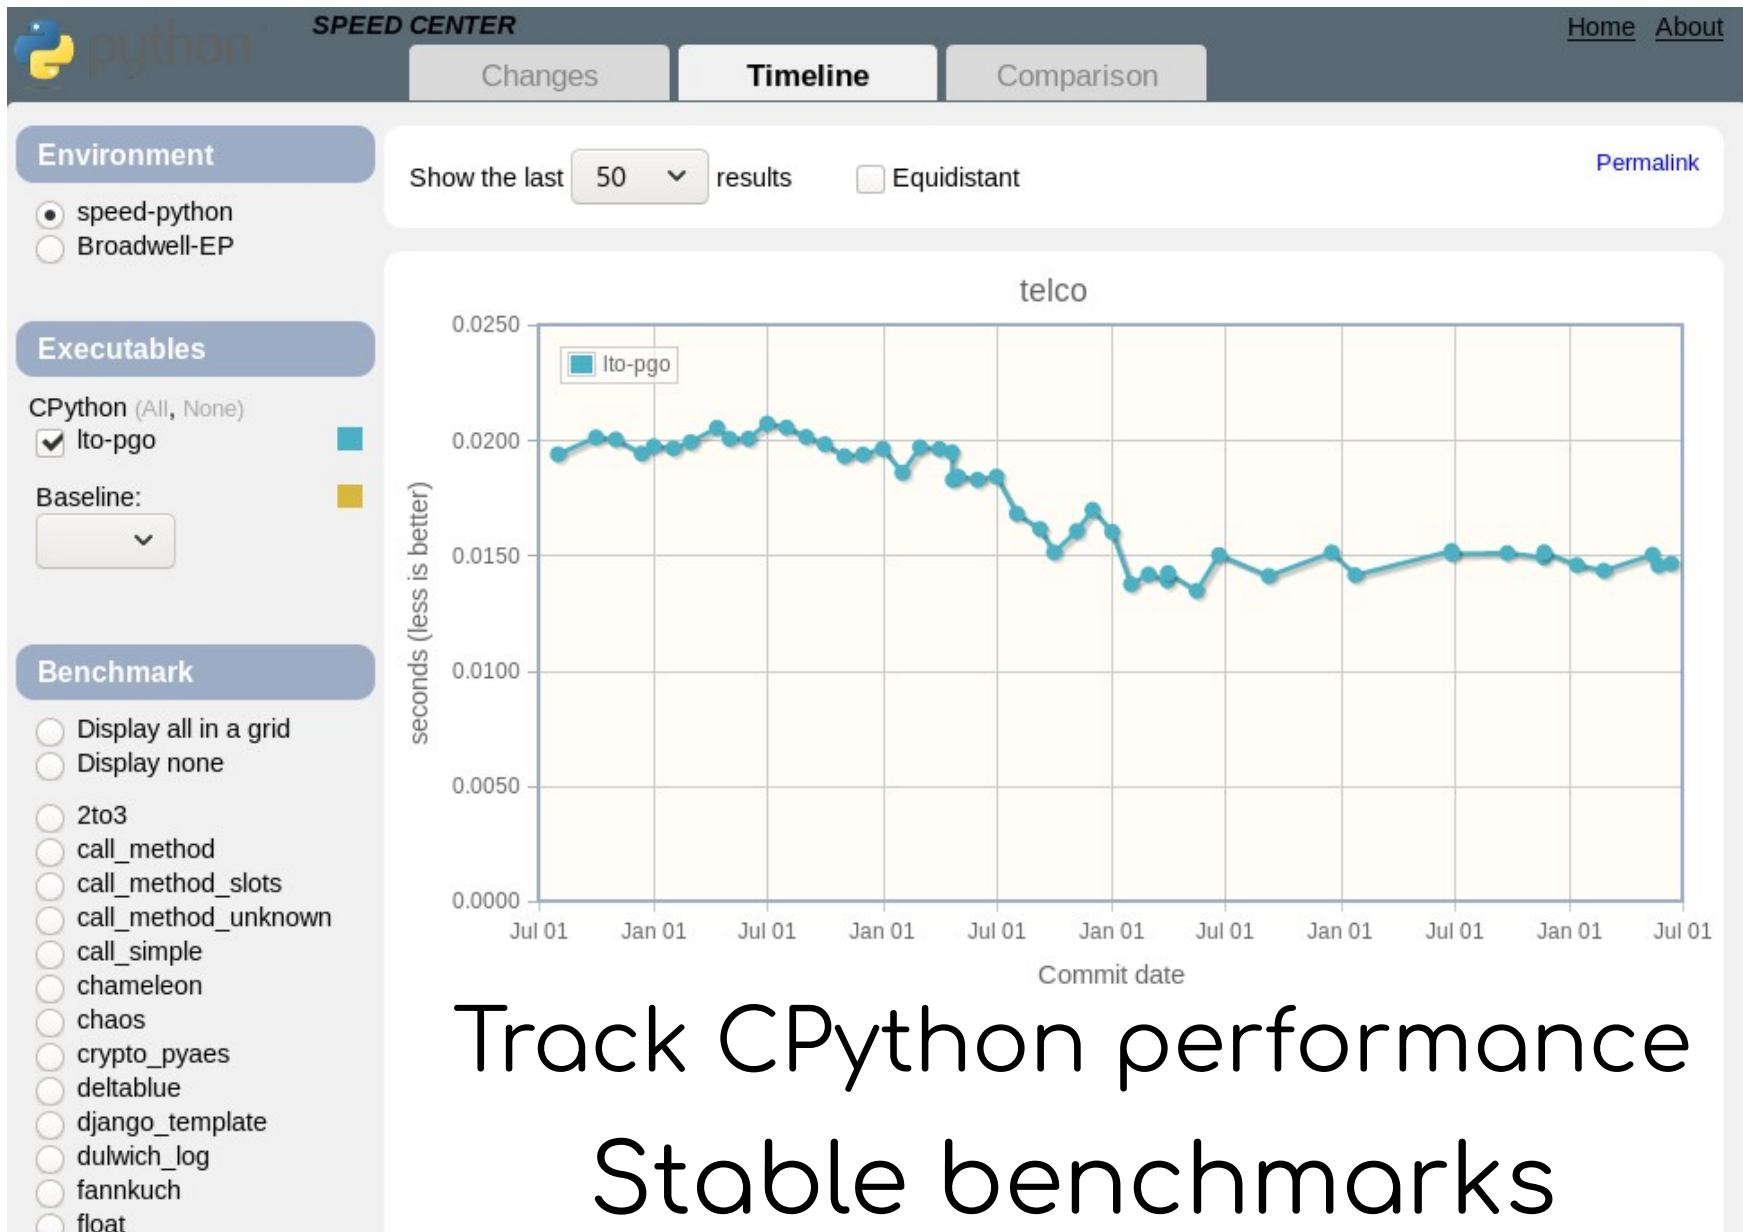 python
SPEED CENTER
Home About
Changes Timeline Comparison
Environment
speed-python
Broadwell-EP
Executables
CPython (All, None)
lto-pgo
Baseline:
Benchmark
Display all in a grid
Display none
2to3
call_method
call_method_slots
call_method_unknown
call_simple
chameleon
chaos
crypto_pyaes
deltablue
django_template
dulwich_log
fannkuch
float
Show the last 50 results Equidistant
Permalink
telco
lto-pgo
seconds (less is better)
0.0250
0.0200
0.0150
0.0100
0.0050
0.0000
Jul 01 Jan 01 Jul 01 Jan 01 Jul 01 Jan 01 Jul 01 Jan 01 Jul 01 Jan 01 Jul 01
Commit date
Track CPython performance
Stable benchmarks